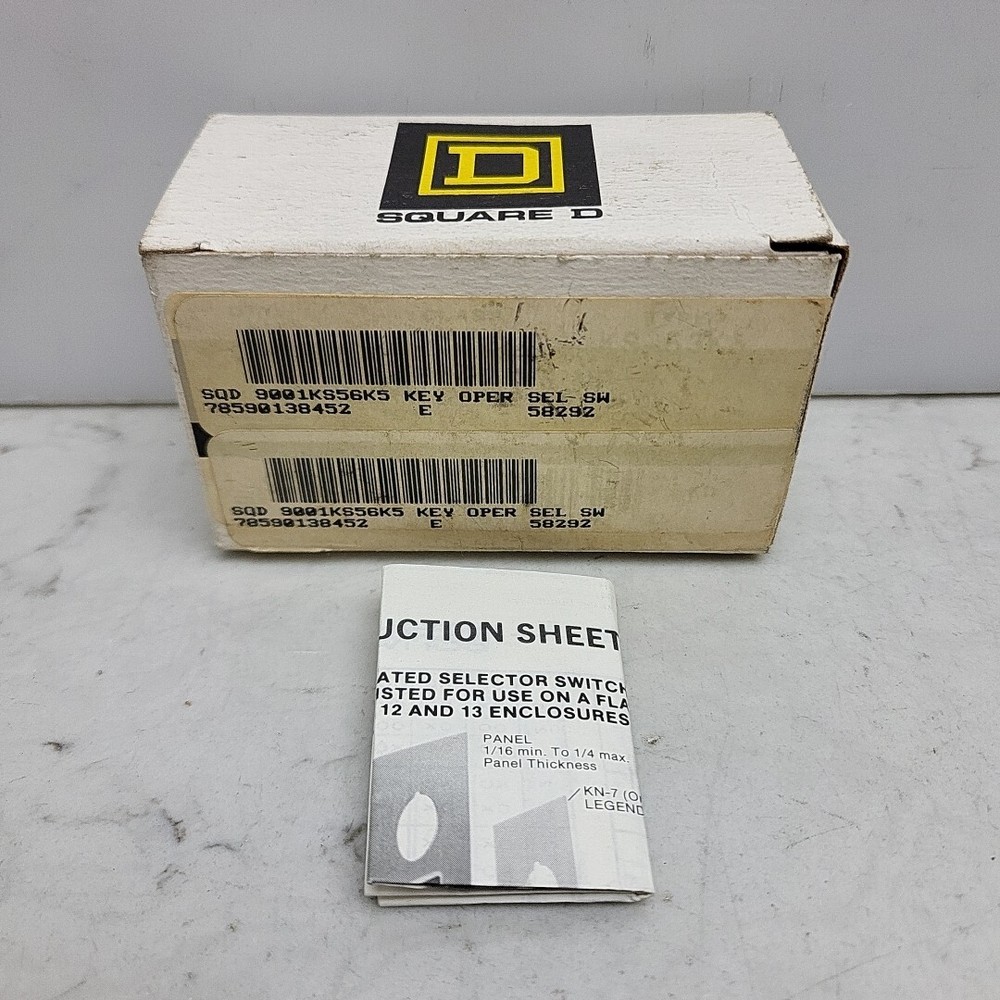 D
SQUARE D
SQD 9001KS56K5 KEY OPER SEL SW
78590138452 E 58292
SQD 9001KS56K5 KEY OPER SEL SW
78590138452 E 58292
UCTION SHEET
ATED SELECTOR SWITCH
ISTED FOR USE ON A FLA
12 AND 13 ENCLOSURES
PANEL
1/16 min. To 1/4 max.
Panel Thickness
KN-7 (O
LEGEND